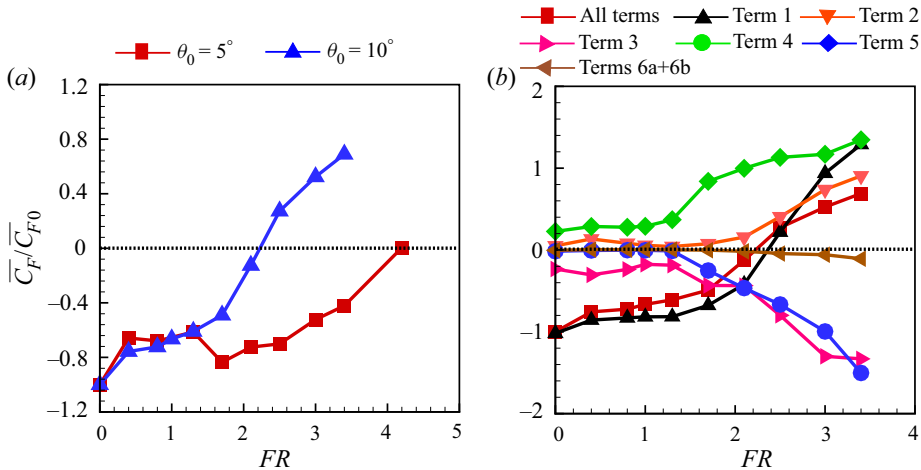 All terms Term 1 Term 2
Term 3 Term 4 Term 5
Terms 6a+6b
θ0 = 5° θ0 = 10°
(a)
1.2
0.8
0.4
0
−0.4
−0.8
−1.2
C̅F̅/C̅F̅0̅
0 1 2 3 4 5
FR
(b)
2
1
0
−1
−2
0 1 2 3 4
FR